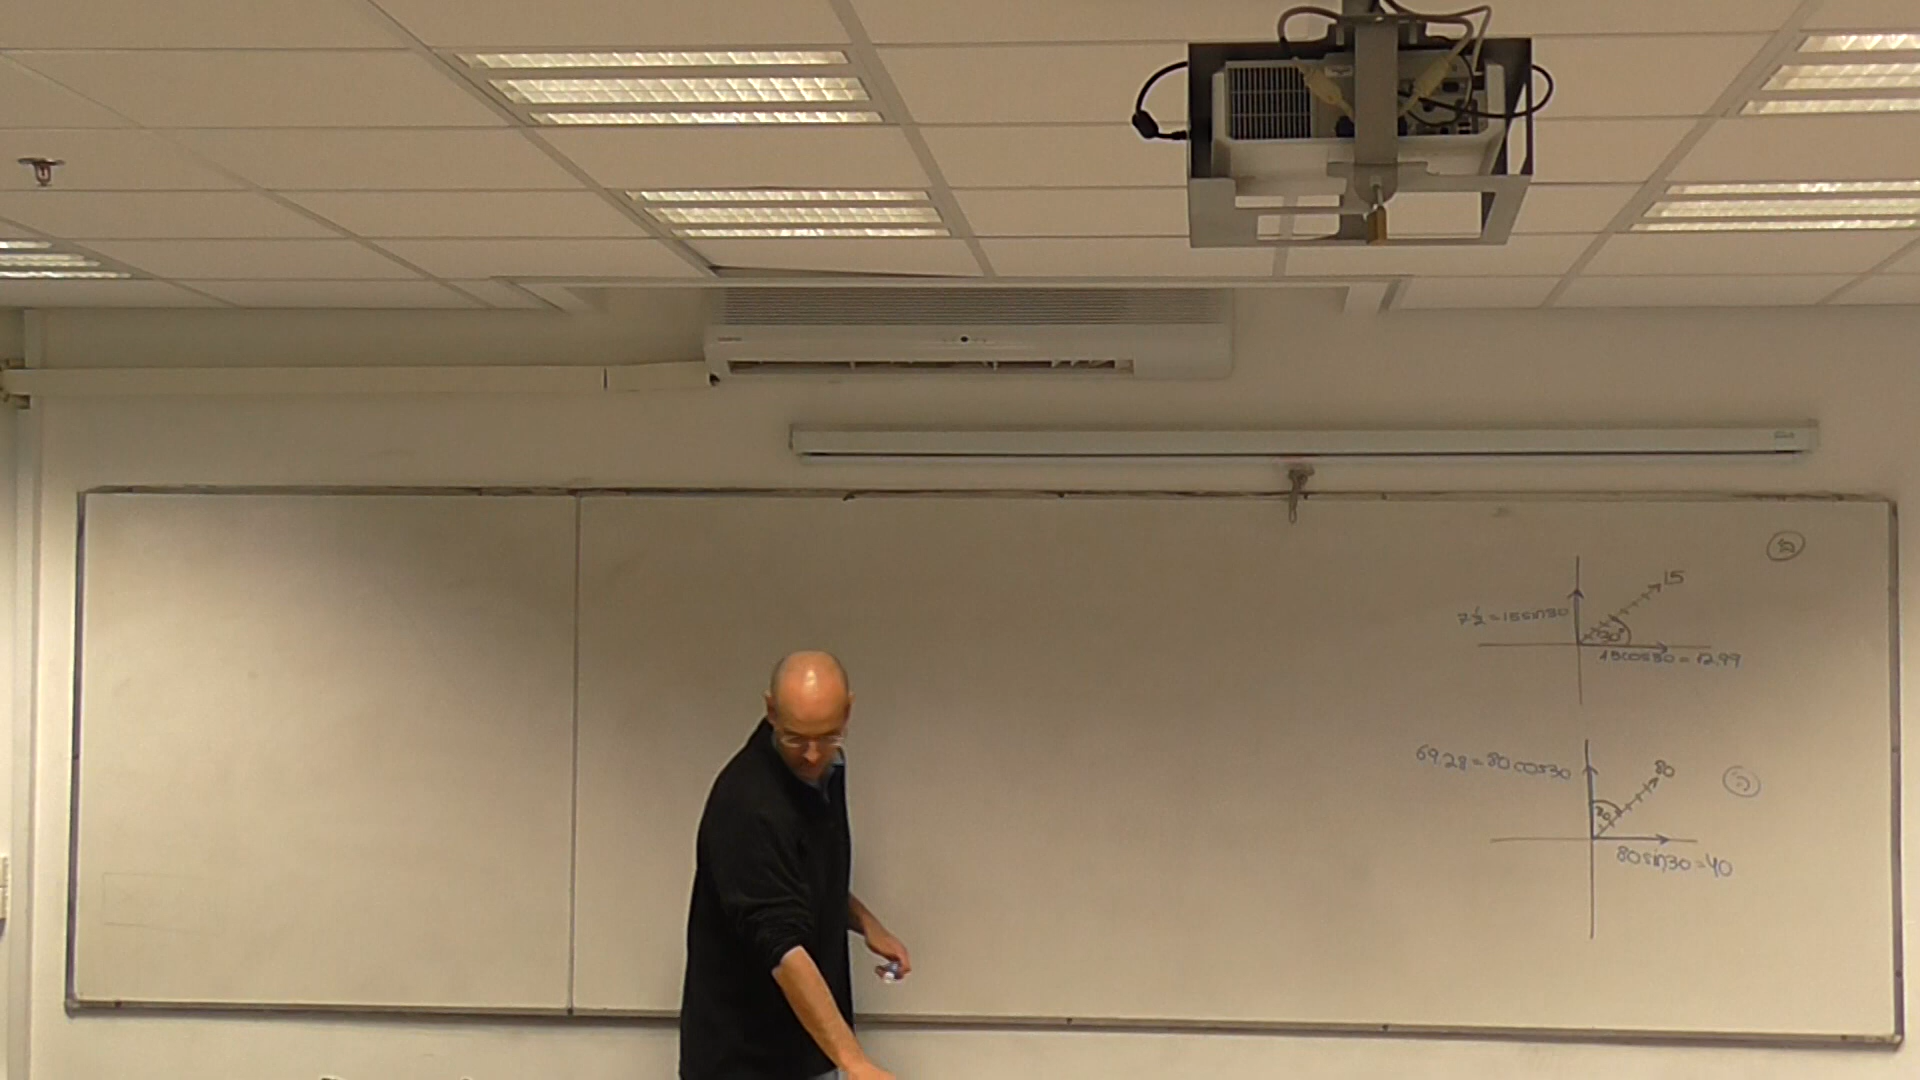 15
7½=15sin30
30°
15cos30=12.99
69.28=80cos30
80
30
80sin30=40